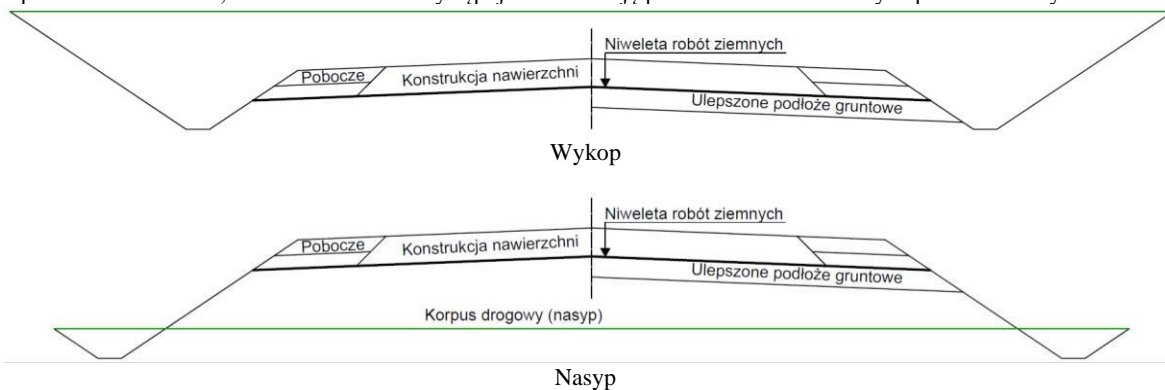 Niweleta robót ziemnych
Pobocze
Konstrukcja nawierzchni
Ulepszone podłoże gruntowe
Wykop
Niweleta robót ziemnych
Pobocze
Konstrukcja nawierzchni
Ulepszone podłoże gruntowe
Korpus drogowy (nasyp)
Nasyp